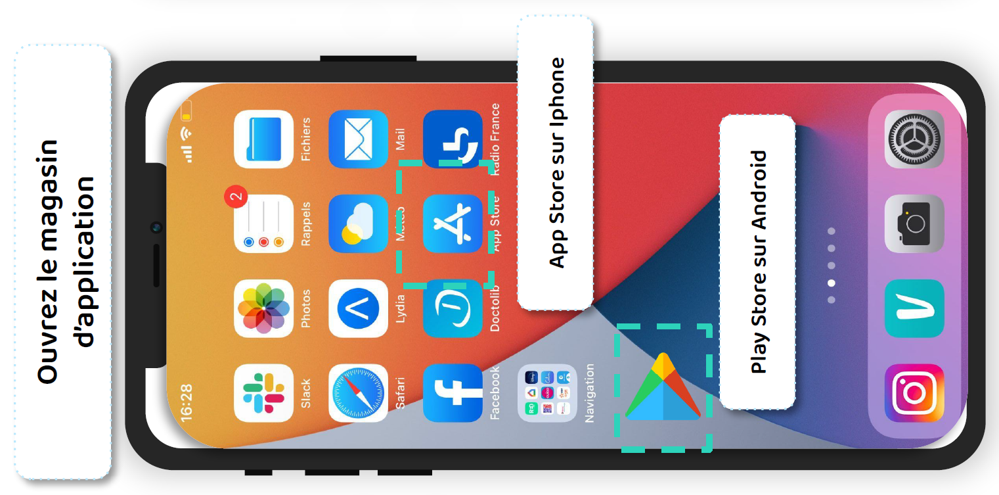 Ouvrez le magasin
d'application
16:28
Slack
Photos
Rappels
2
Fichiers
Safari
Lydia
Météo
Mail
Facebook
Doctolib
App Store
Radio France
Navigation
App Store sur Iphone
Play Store sur Android